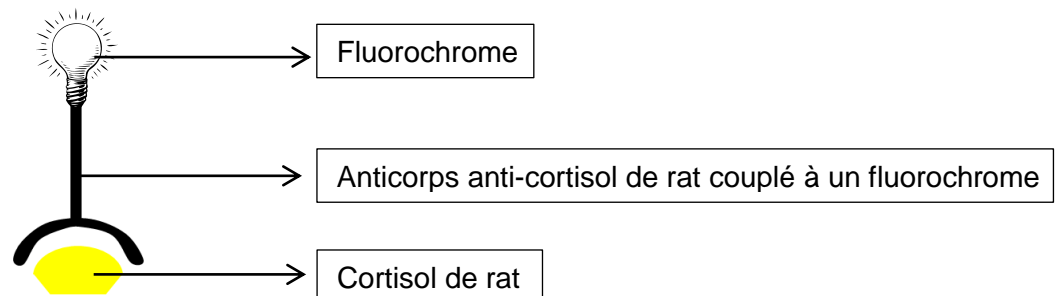 Fluorochrome
Anticorps anti-cortisol de rat couplé à un fluorochrome
Cortisol de rat